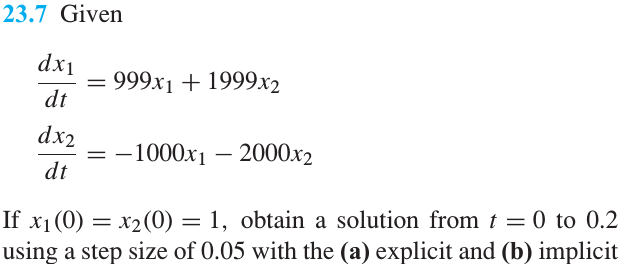 23.7 Given
dx₁/dt = 999x₁ + 1999x₂
dx₂/dt = −1000x₁ − 2000x₂
If x₁(0) = x₂(0) = 1, obtain a solution from t = 0 to 0.2
using a step size of 0.05 with the (a) explicit and (b) implicit